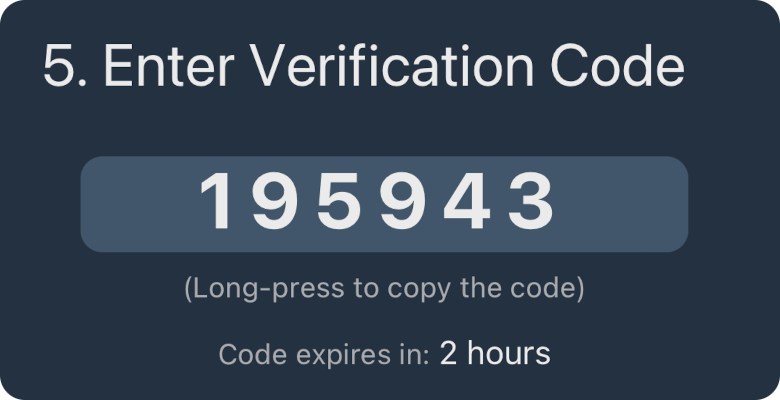 5. Enter Verification Code
195943
(Long-press to copy the code)
Code expires in: 2 hours